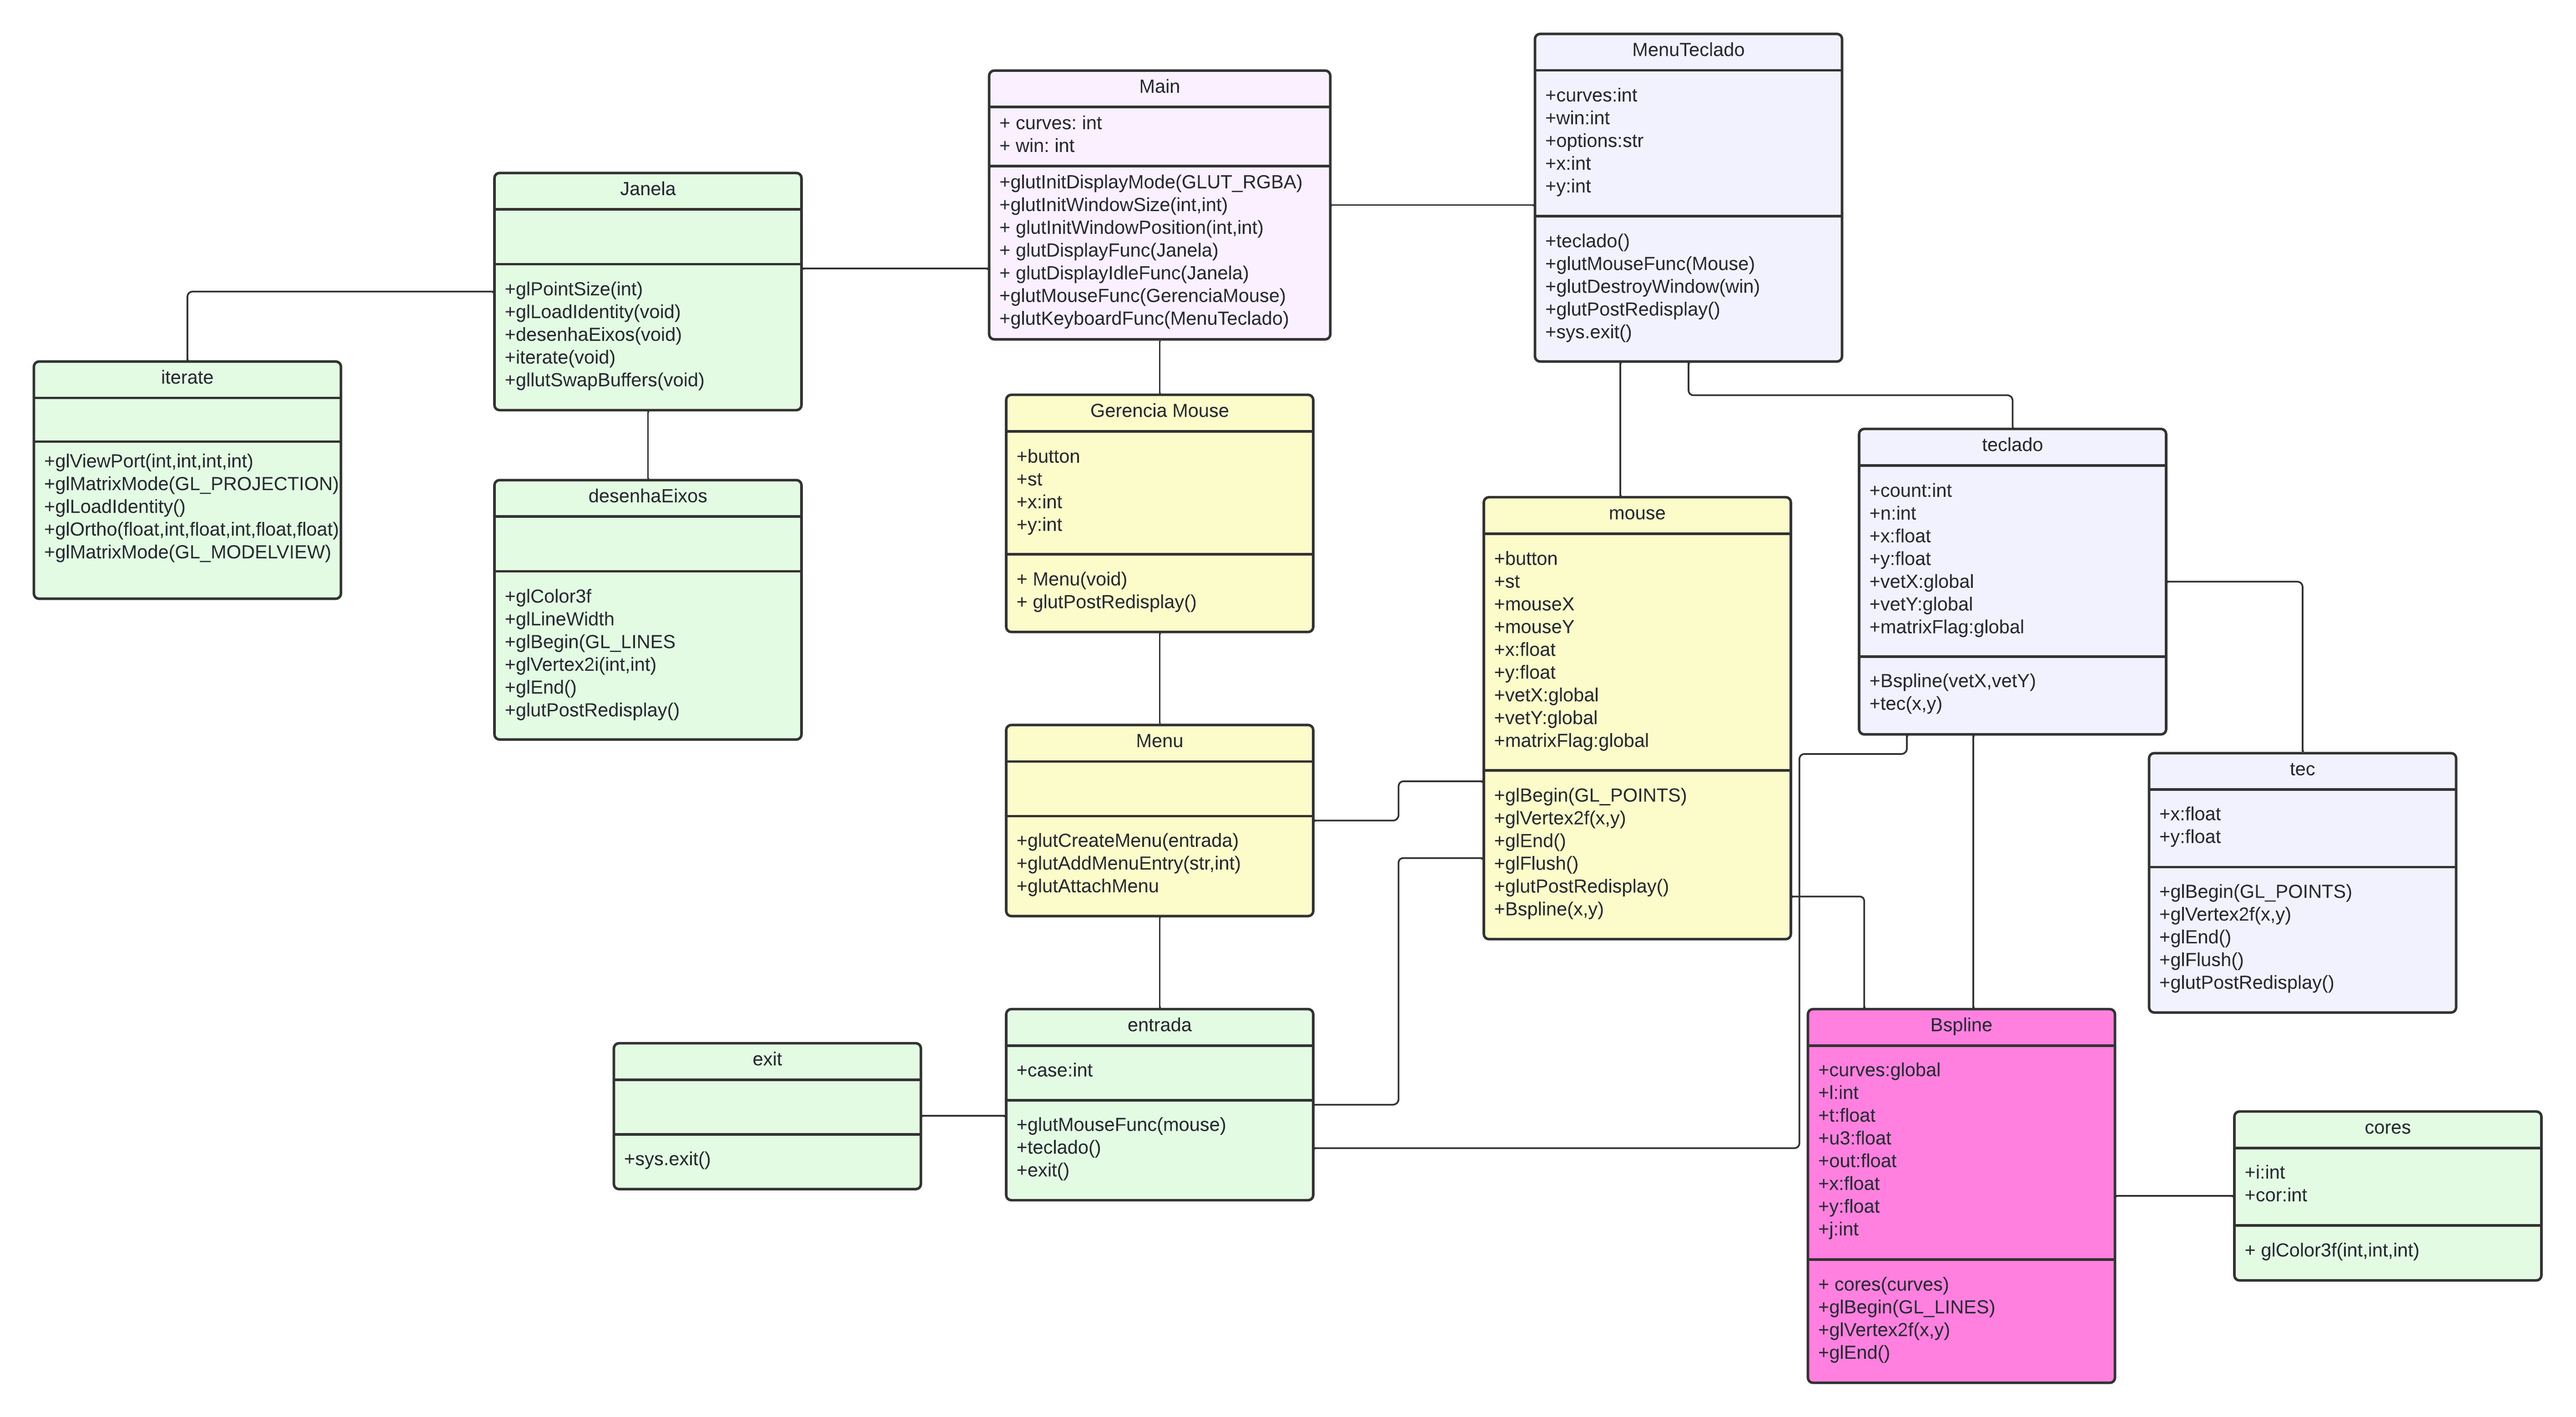 MenuTeclado
+curves:int
+win:int
+options:str
+x:int
+y:int
+teclado()
+glutMouseFunc(Mouse)
+glutDestroyWindow(win)
+glutPostRedisplay()
+sys.exit()
Main
+ curves: int
+ win: int
+glutInitDisplayMode(GLUT_RGBA)
+glutInitWindowSize(int,int)
+ glutInitWindowPosition(int,int)
+ glutDisplayFunc(Janela)
+ glutDisplayIdleFunc(Janela)
+glutMouseFunc(GerenciaMouse)
+glutKeyboardFunc(MenuTeclado)
Janela
+glPointSize(int)
+glLoadIdentity(void)
+desenhaEixos(void)
+iterate(void)
+gllutSwapBuffers(void)
iterate
+glViewPort(int,int,int,int)
+glMatrixMode(GL_PROJECTION)
+glLoadIdentity()
+glOrtho(float,int,float,int,float,float)
+glMatrixMode(GL_MODELVIEW)
Gerencia Mouse
+button
+st
+x:int
+y:int
+ Menu(void)
+ glutPostRedisplay()
teclado
+count:int
+n:int
+x:float
+y:float
+vetX:global
+vetY:global
+matrixFlag:global
+Bspline(vetX,vetY)
+tec(x,y)
desenhaEixos
+glColor3f
+glLineWidth
+glBegin(GL_LINES
+glVertex2i(int,int)
+glEnd()
+glutPostRedisplay()
mouse
+button
+st
+mouseX
+mouseY
+x:float
+y:float
+vetX:global
+vetY:global
+matrixFlag:global
+glBegin(GL_POINTS)
+glVertex2f(x,y)
+glEnd()
+glFlush()
+glutPostRedisplay()
+Bspline(x,y)
Menu
+glutCreateMenu(entrada)
+glutAddMenuEntry(str,int)
+glutAttachMenu
tec
+x:float
+y:float
+glBegin(GL_POINTS)
+glVertex2f(x,y)
+glEnd()
+glFlush()
+glutPostRedisplay()
entrada
+case:int
+glutMouseFunc(mouse)
+teclado()
+exit()
exit
+sys.exit()
Bspline
+curves:global
+l:int
+t:float
+u3:float
+out:float
+x:float
+y:float
+j:int
+ cores(curves)
+glBegin(GL_LINES)
+glVertex2f(x,y)
+glEnd()
cores
+i:int
+cor:int
+ glColor3f(int,int,int)